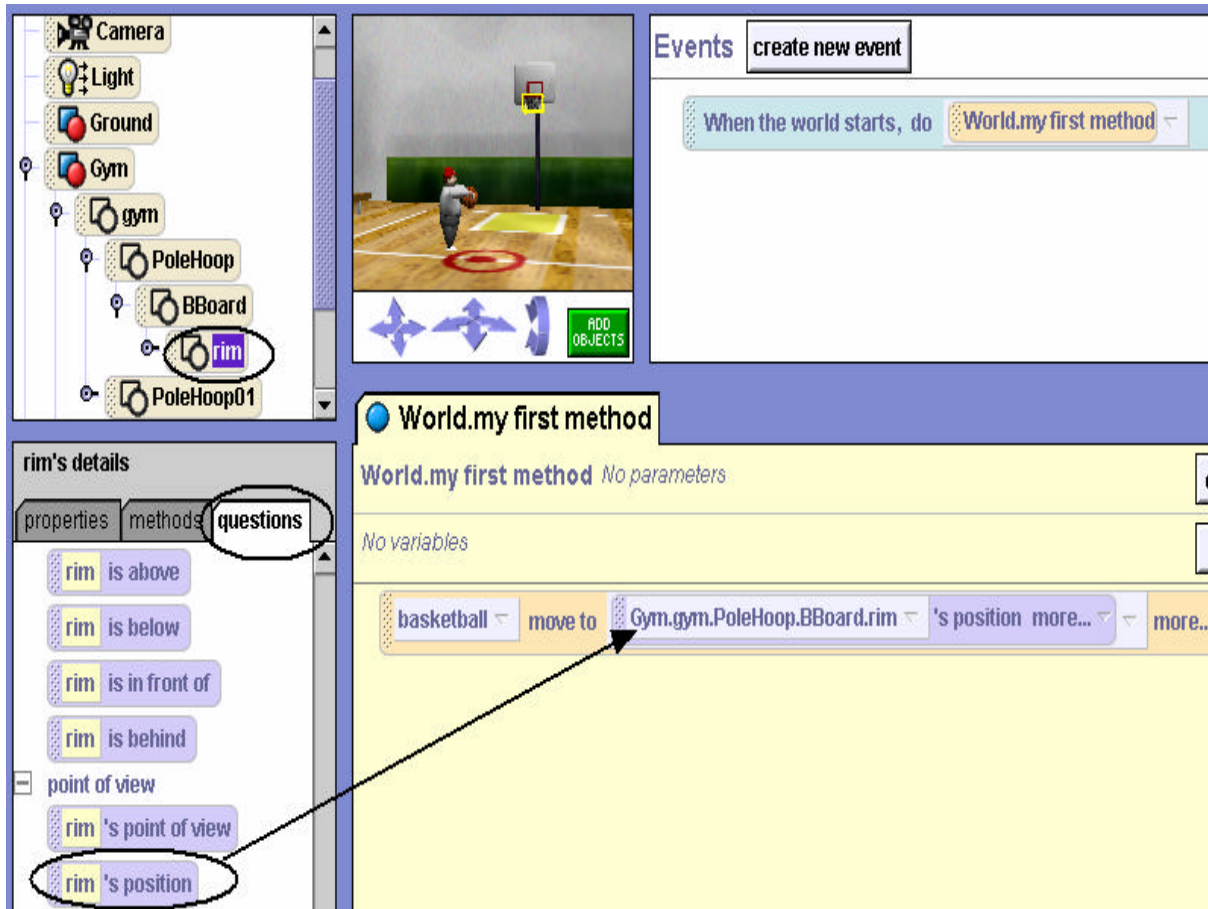 Camera
Light
Ground
Gym
gym
PoleHoop
BBoard
rim
PoleHoop01
ADD
OBJECTS
Events create new event
When the world starts, do World.my first method
rim's details
properties methods questions
rim is above
rim is below
rim is in front of
rim is behind
point of view
rim 's point of view
rim 's position
World.my first method
World.my first method No parameters
No variables
basketball move to Gym.gym.PoleHoop.BBoard.rim 's position more... more..